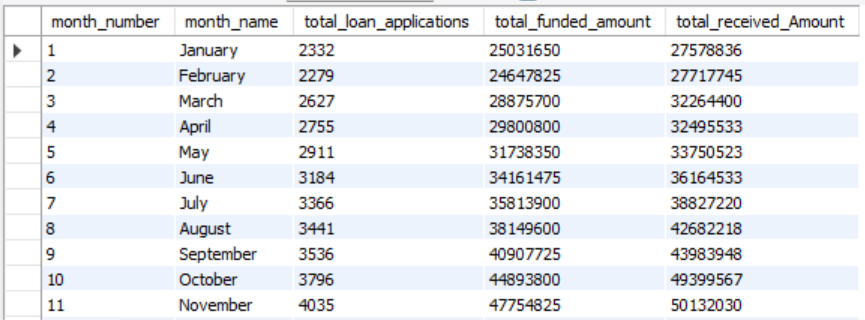 month_number month_name total_loan_applications total_funded_amount total_received_Amount
1 January 2332 25031650 27578836
2 February 2279 24647825 27717745
3 March 2627 28875700 32264400
4 April 2755 29800800 32495533
5 May 2911 31738350 33750523
6 June 3184 34161475 36164533
7 July 3366 35813900 38827220
8 August 3441 38149600 42682218
9 September 3536 40907725 43983948
10 October 3796 44893800 49399567
11 November 4035 47754825 50132030